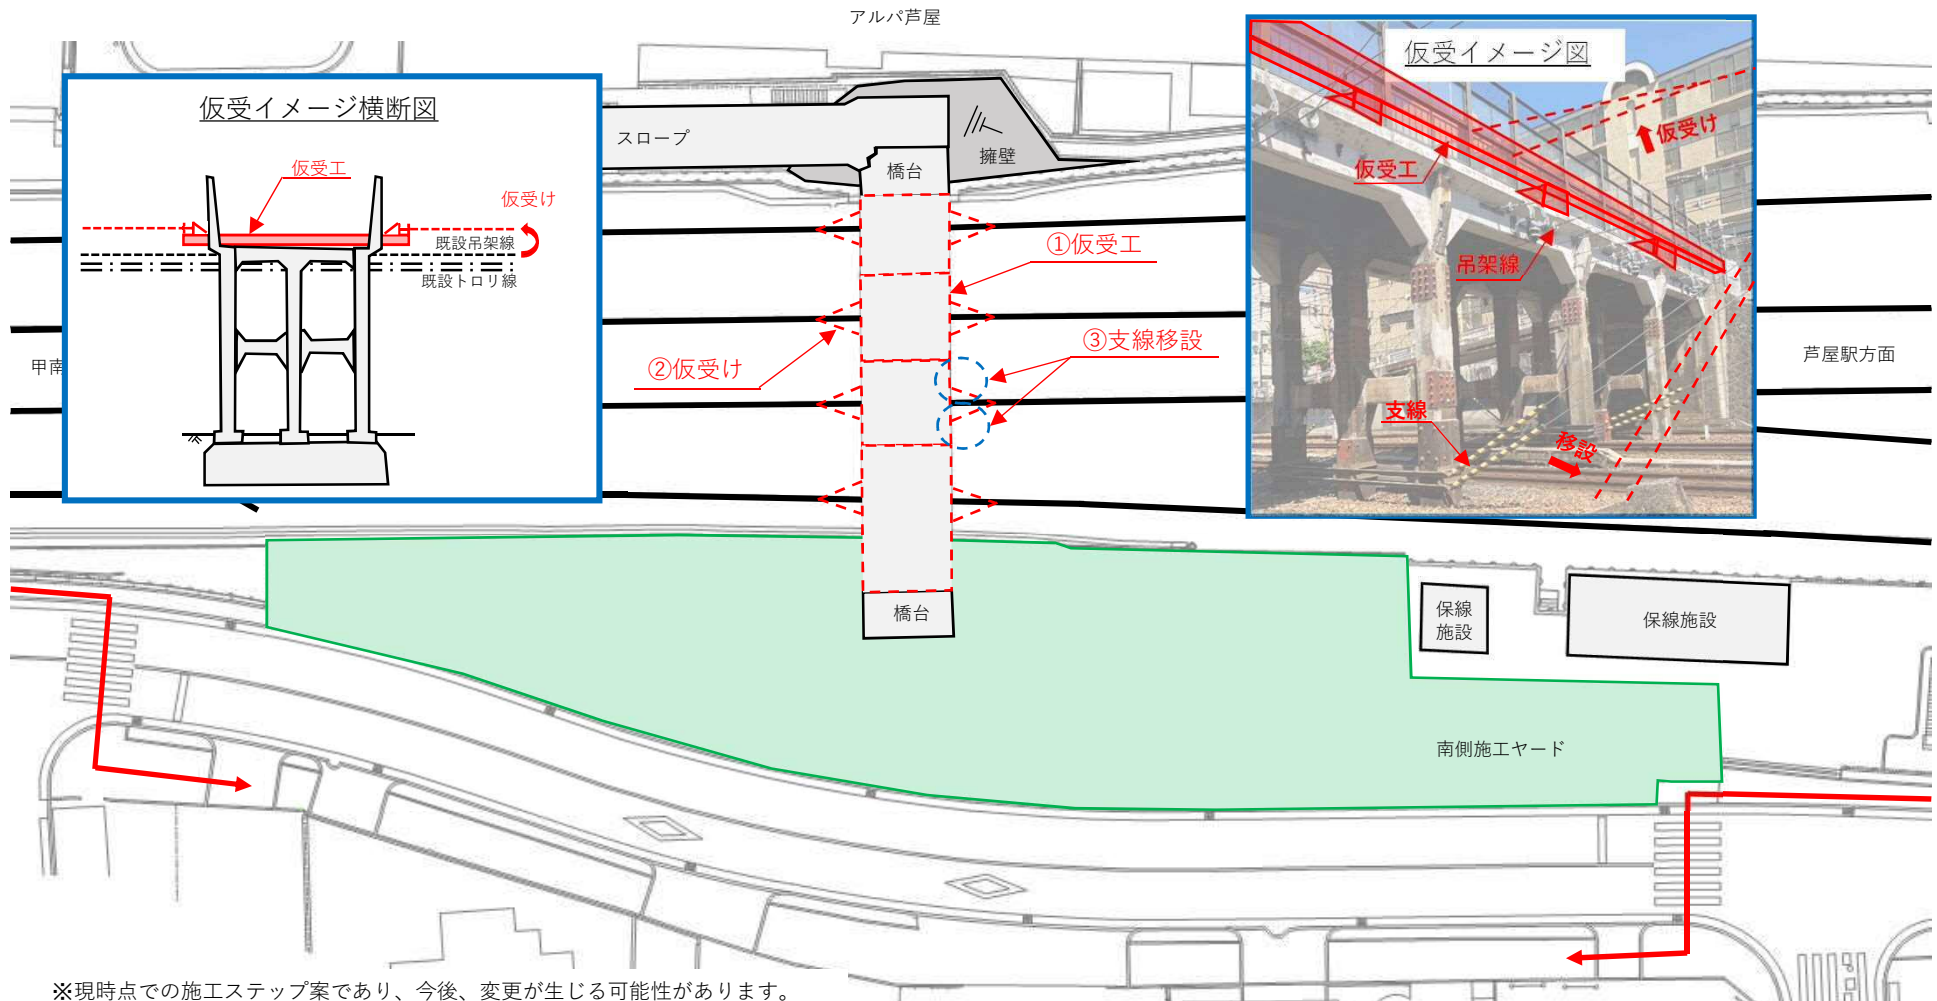 アルパ芦屋
仮受イメージ横断図
仮受工
仮受け
既設吊架線
既設トロリ線
スロープ
擁壁
橋台
仮受イメージ図
仮受け
仮受工
吊架線
支線
移設
①仮受工
②仮受け
③支線移設
甲南
芦屋駅方面
橋台
保線
施設
保線施設
南側施工ヤード
※現時点での施工ステップ案であり、今後、変更が生じる可能性があります。